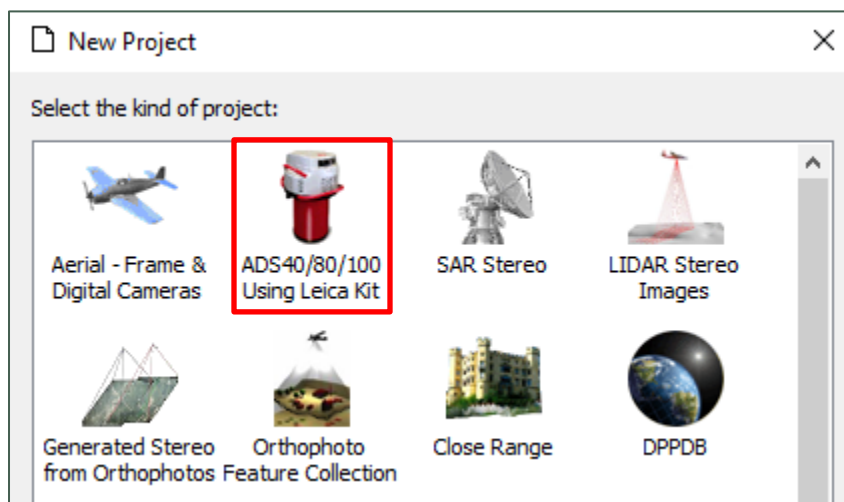 New Project
Select the kind of project:
Aerial - Frame &
Digital Cameras
ADS40/80/100
Using Leica Kit
SAR Stereo
LIDAR Stereo
Images
Generated Stereo
from Orthophotos
Orthophoto
Feature Collection
Close Range
DPPDB